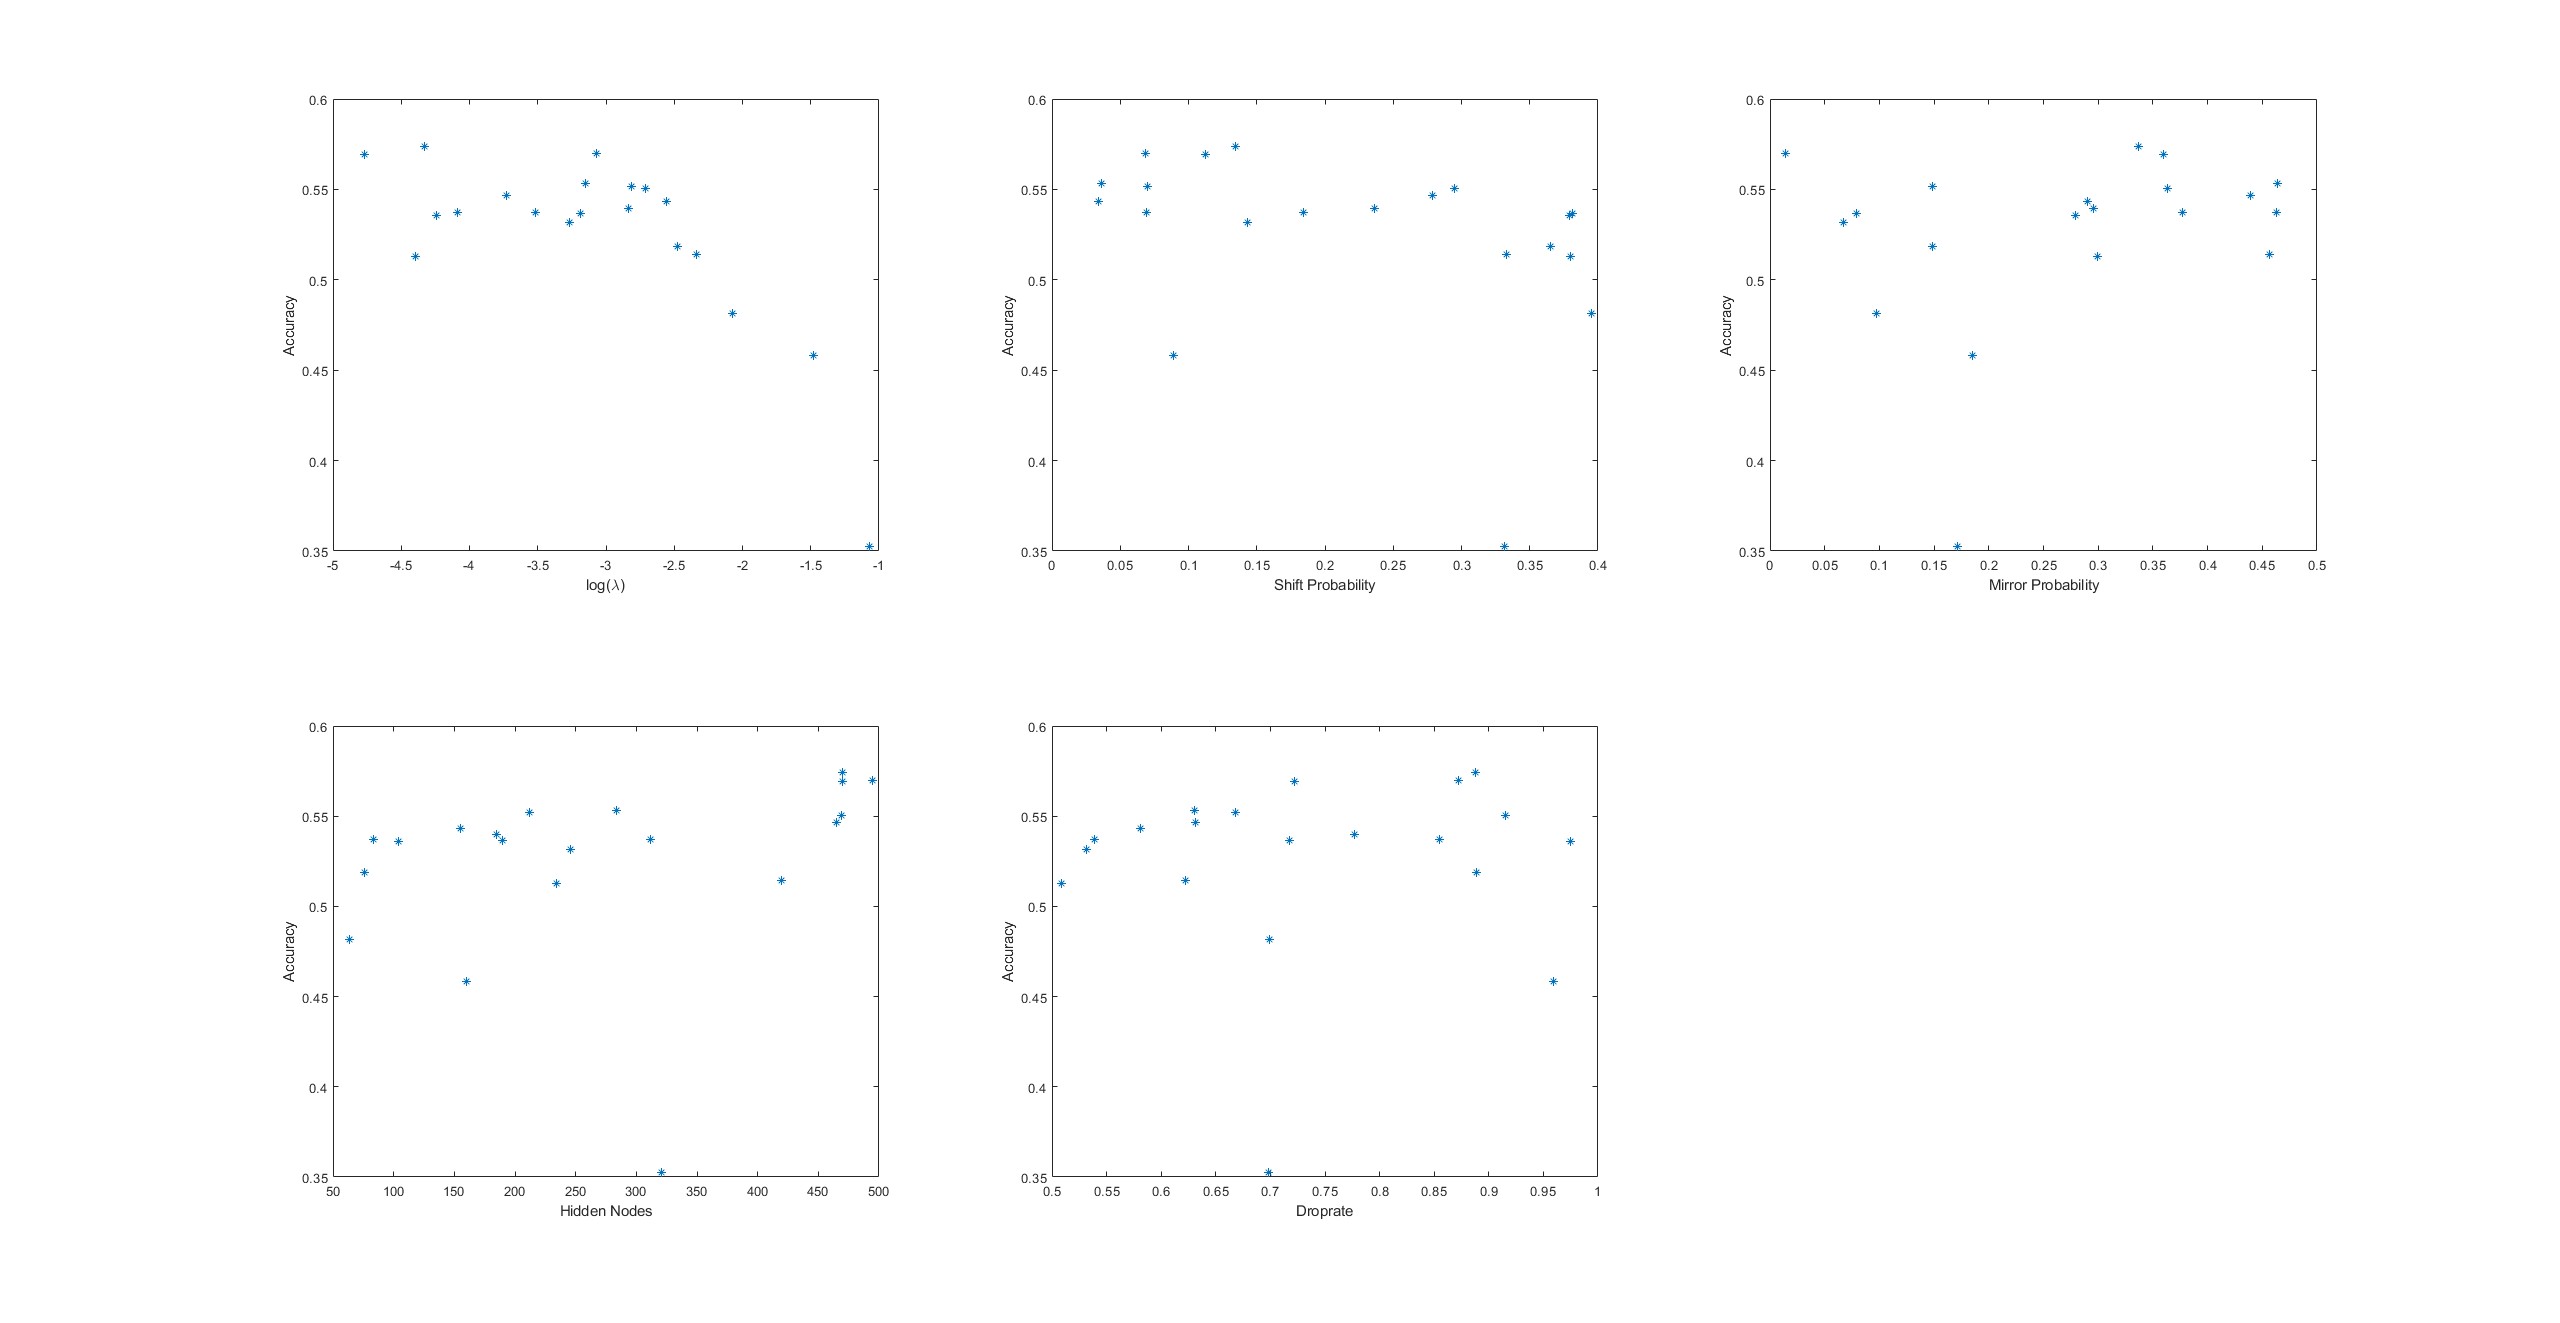 0.6 0.55 0.5 0.45 0.4 0.35
Accuracy
-5 -4.5 -4 -3.5 -3 -2.5 -2 -1.5 -1
log(λ)
0.6 0.55 0.5 0.45 0.4 0.35
Accuracy
0 0.05 0.1 0.15 0.2 0.25 0.3 0.35 0.4
Shift Probability
0.6 0.55 0.5 0.45 0.4 0.35
Accuracy
0 0.05 0.1 0.15 0.2 0.25 0.3 0.35 0.4 0.45 0.5
Mirror Probability
0.6 0.55 0.5 0.45 0.4 0.35
Accuracy
50 100 150 200 250 300 350 400 450 500
Hidden Nodes
0.6 0.55 0.5 0.45 0.4 0.35
Accuracy
0.5 0.55 0.6 0.65 0.7 0.75 0.8 0.85 0.9 0.95 1
Droprate